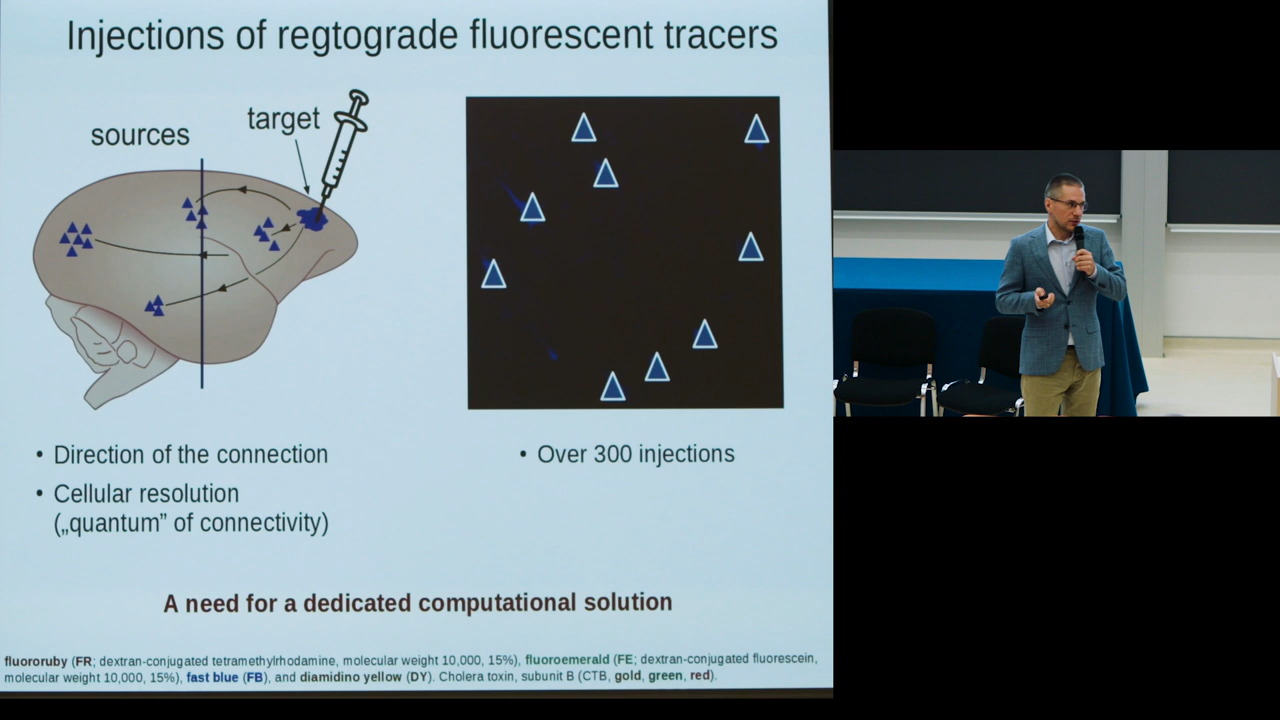 Injections of regtograde fluorescent tracers
sources
target
• Direction of the connection
• Cellular resolution
(„quantum” of connectivity)
• Over 300 injections
A need for a dedicated computational solution
fluororuby (FR; dextran-conjugated tetramethylrhodamine, molecular weight 10,000, 15%), fluoroemerald (FE; dextran-conjugated fluorescein,
molecular weight 10,000, 15%), fast blue (FB), and diamidino yellow (DY). Cholera toxin, subunit B (CTB, gold, green, red).